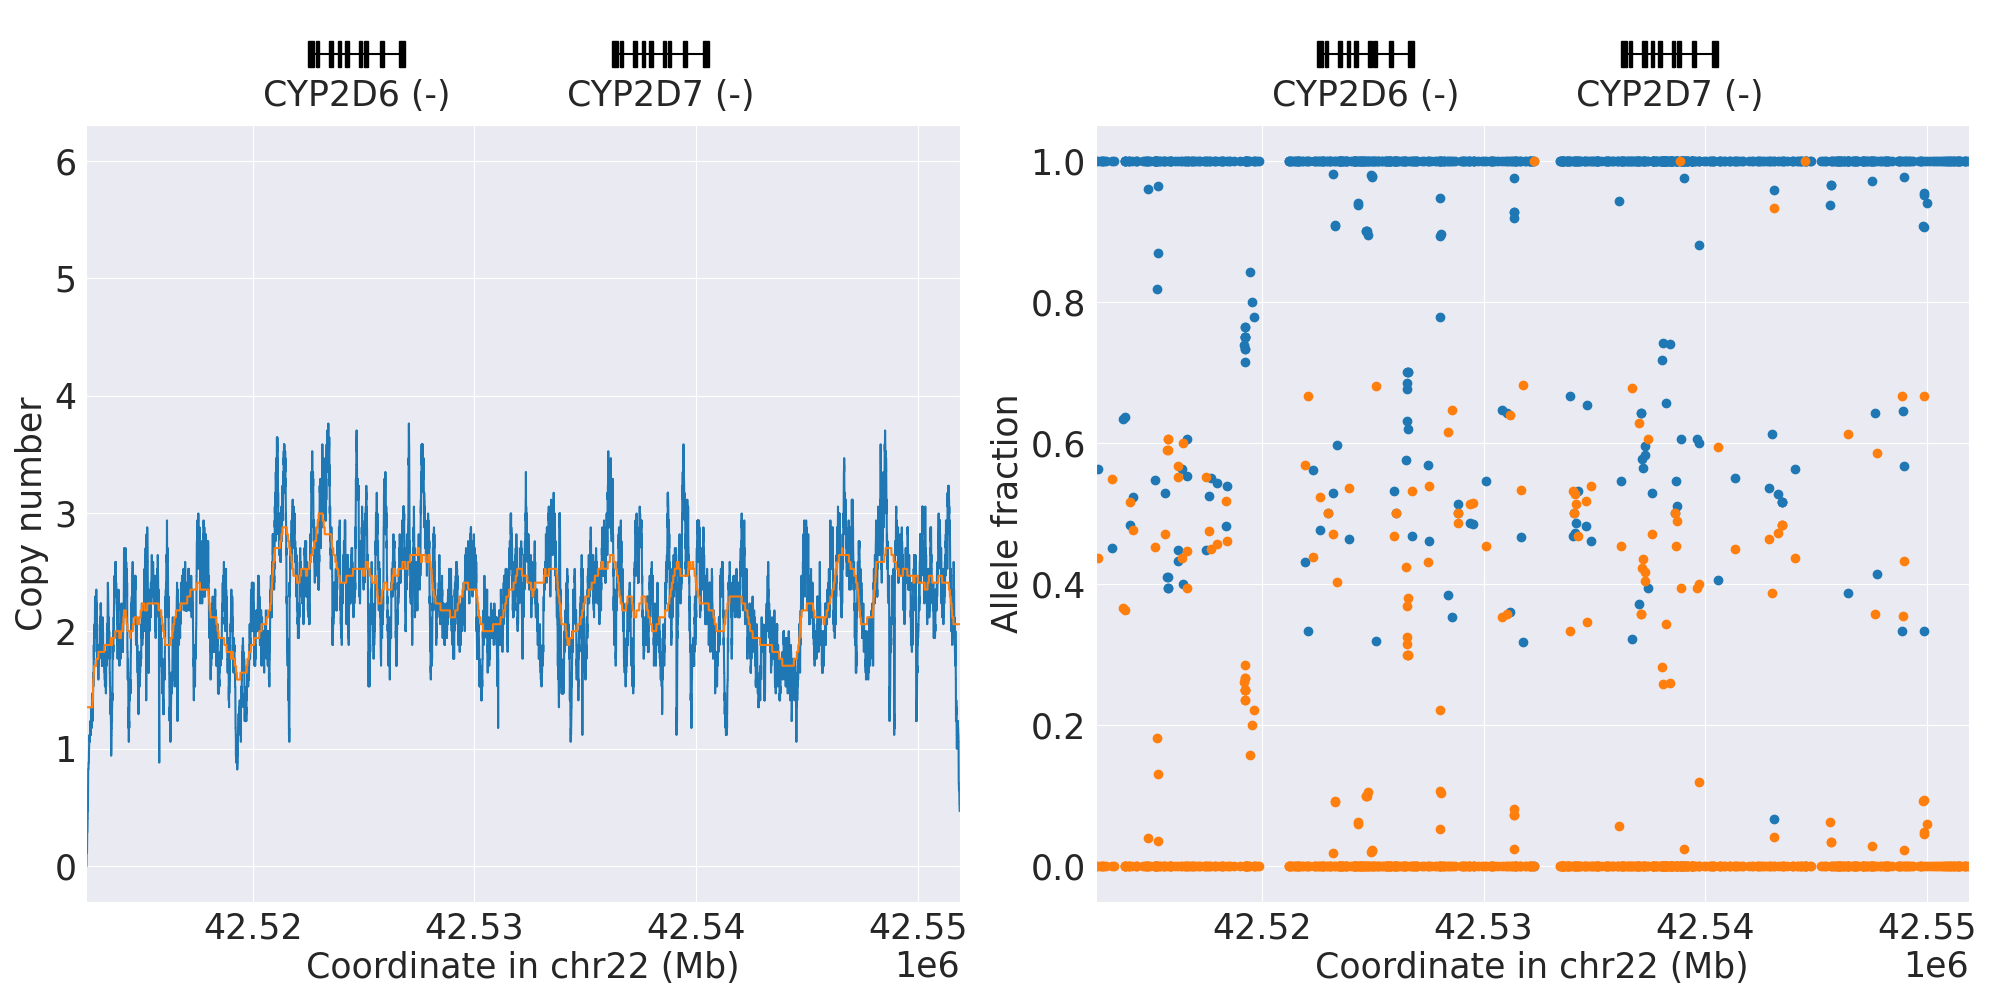 CYP2D6 (-)
CYP2D7 (-)
CYP2D6 (-)
CYP2D7 (-)
6
5
4
3
2
1
0
Copy number
42.52
42.53
42.54
42.55
1e6
Coordinate in chr22 (Mb)
1.0
0.8
0.6
0.4
0.2
0.0
Allele fraction
42.52
42.53
42.54
42.55
1e6
Coordinate in chr22 (Mb)